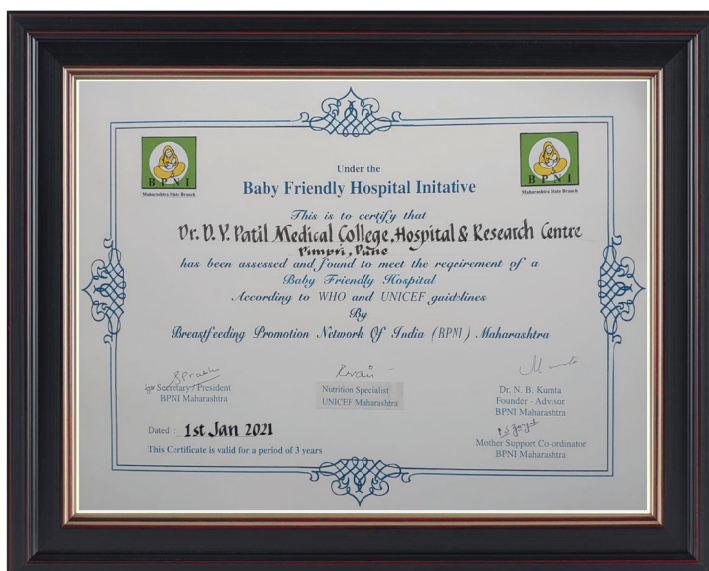 BPNI
Maharashtra State Branch
BPNI
Maharashtra State Branch
Under the
Baby Friendly Hospital Initative
This is to certify that
Dr. D. Y. Patil Medical College, Hospital & Research Centre
Pimpri, Pune
has been assessed and found to meet the reqirement of a
Baby Friendly Hospital
According to WHO and UNICEF guidelines
By
Breastfeeding Promotion Network Of India (BPNI) Maharashtra
for Secretary / President
BPNI Maharashtra
Nutrition Specialist
UNICEF Maharashtra
Dr. N. B. Kumta
Founder - Advisor
BPNI Maharashtra
Mother Support Co-ordinator
BPNI Maharashtra
Dated : 1st Jan 2021
This Certificate is valid for a period of 3 years